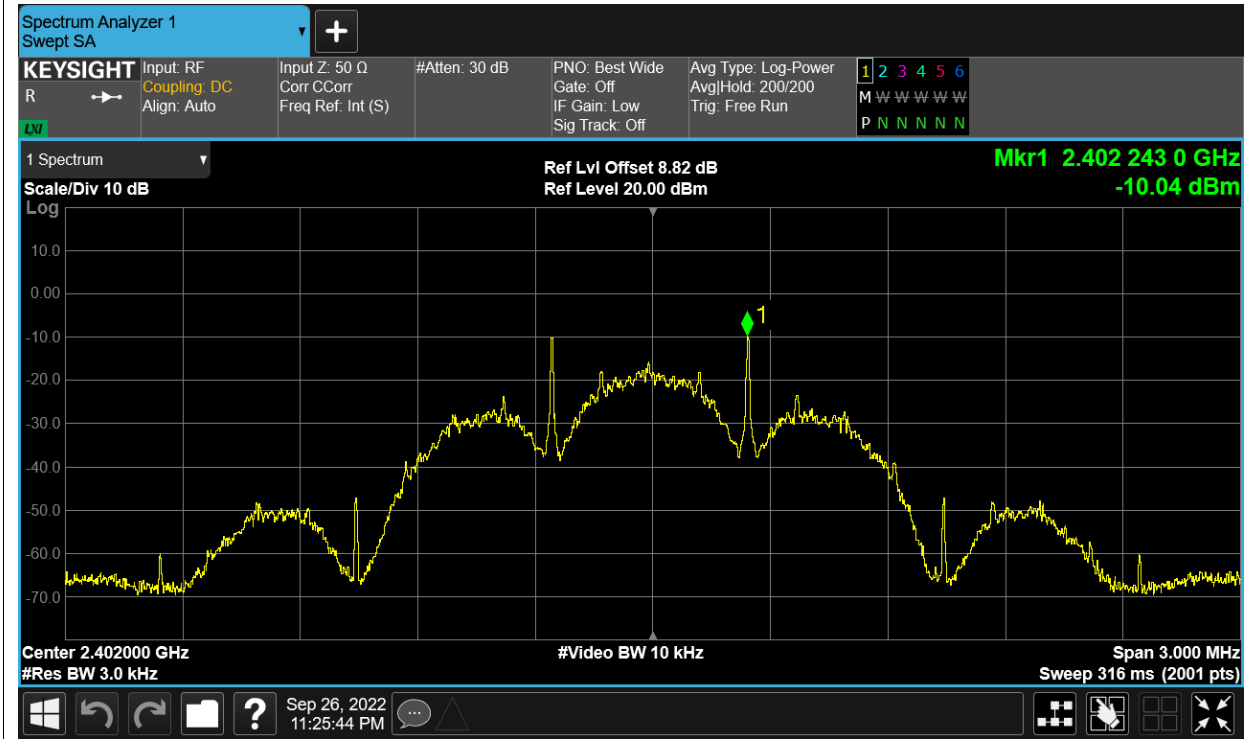 Spectrum Analyzer 1
Swept SA
KEYSIGHT
R
LXI
Input: RF
Coupling: DC
Align: Auto
Input Z: 50 Ω
Corr CCorr
Freq Ref: Int (S)
#Atten: 30 dB
PNO: Best Wide
Gate: Off
IF Gain: Low
Sig Track: Off
Avg Type: Log-Power
Avg|Hold: 200/200
Trig: Free Run
1 2 3 4 5 6
M W W W W W
P N N N N N
1 Spectrum
Scale/Div 10 dB
Log
Ref Lvl Offset 8.82 dB
Ref Level 20.00 dBm
Mkr1 2.402 243 0 GHz
-10.04 dBm
10.0
0.00
-10.0
-20.0
-30.0
-40.0
-50.0
-60.0
-70.0
1
Center 2.402000 GHz
#Res BW 3.0 kHz
#Video BW 10 kHz
Span 3.000 MHz
Sweep 316 ms (2001 pts)
?
Sep 26, 2022
11:25:44 PM